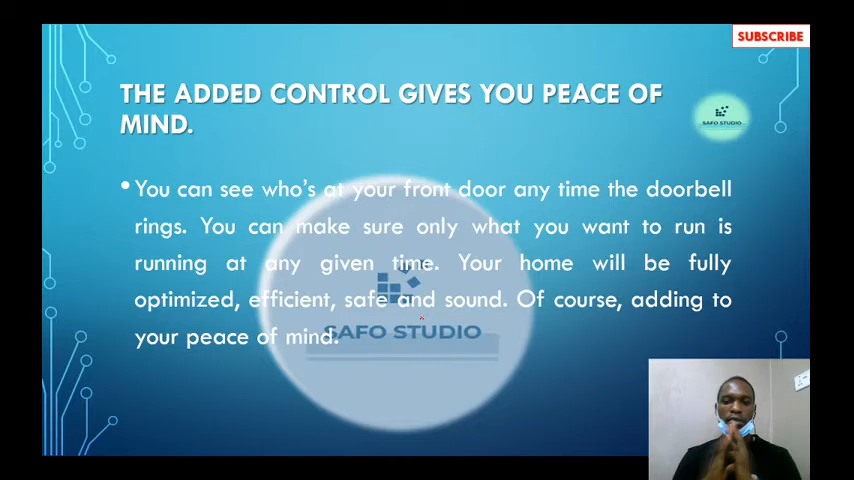 SUBSCRIBE
THE ADDED CONTROL GIVES YOU PEACE OF
MIND.
SAFO STUDIO
• You can see who's at your front door any time the doorbell
rings. You can make sure only what you want to run is
running at any given time. Your home will be fully
optimized, efficient, safe and sound. Of course, adding to
your peace of mind.
SAFO STUDIO